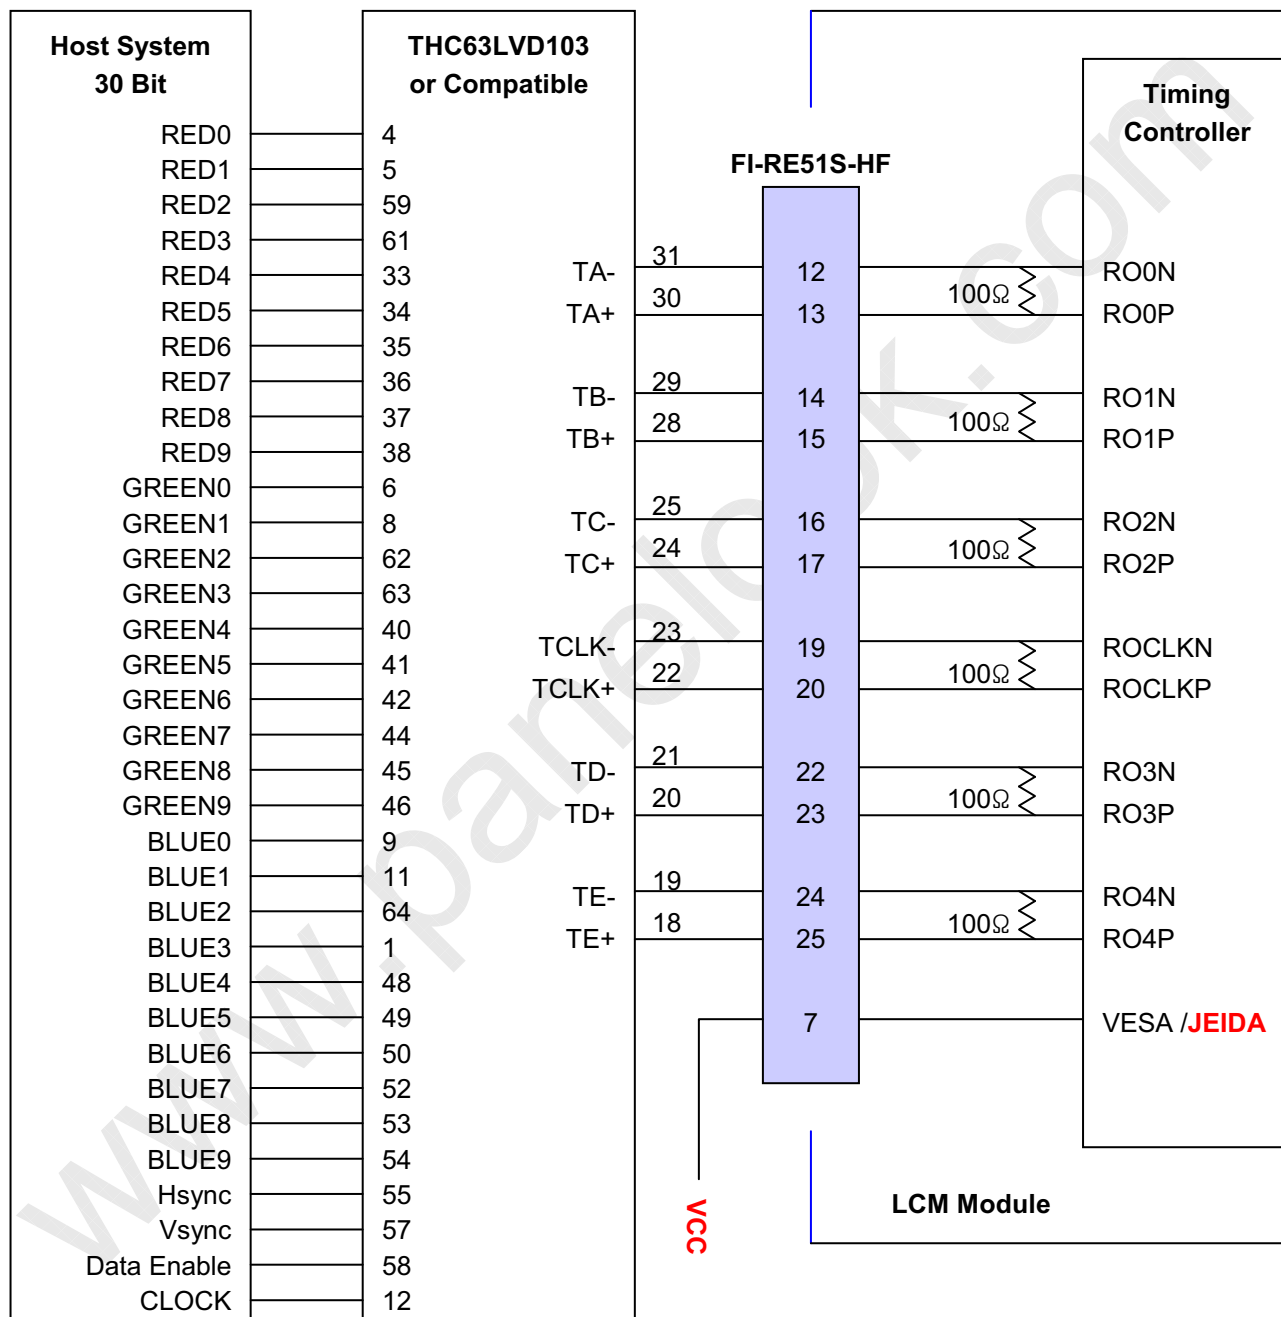 Host System
30 Bit
RED0
RED1
RED2
RED3
RED4
RED5
RED6
RED7
RED8
RED9
GREEN0
GREEN1
GREEN2
GREEN3
GREEN4
GREEN5
GREEN6
GREEN7
GREEN8
GREEN9
BLUE0
BLUE1
BLUE2
BLUE3
BLUE4
BLUE5
BLUE6
BLUE7
BLUE8
BLUE9
Hsync
Vsync
Data Enable
CLOCK
THC63LVD103
or Compatible
4
5
59
61
33
34
35
36
37
38
6
8
62
63
40
41
42
44
45
46
9
11
64
1
48
49
50
52
53
54
55
57
58
12
TA-
TA+
TB-
TB+
TC-
TC+
TCLK-
TCLK+
TD-
TD+
TE-
TE+
31
30
29
28
25
24
23
22
21
20
19
18
VCC
FI-RE51S-HF
12
13
14
15
16
17
19
20
22
23
24
25
7
100Ω
100Ω
100Ω
100Ω
100Ω
100Ω
Timing
Controller
RO0N
RO0P
RO1N
RO1P
RO2N
RO2P
ROCLKN
ROCLKP
RO3N
RO3P
RO4N
RO4P
VESA /JEIDA
LCM Module
www.panelook.com